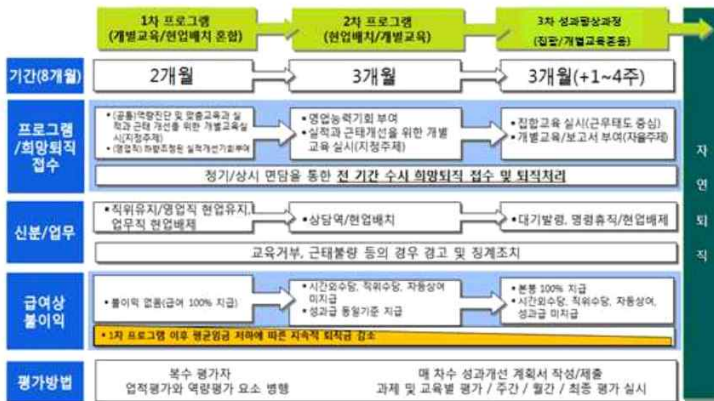 1차 프로그램
(개별교육/현업배치 혼합)
2차 프로그램
(현업배치/개별교육)
3차 성과향상과정
(집합/개별교육혼용)
기간(8개월)
2개월
3개월
3개월(+1~4주)
프로그램
/희망퇴직
접수
• (공통)역량진단 및 맞춤교육과 실
적과 근태 개선을 위한 개별교육실
시(지정주제)
• (영업직) 하향조정된 실적개선기회부여
• 영업능력기회 부여
• 실적과 근태개선을 위한 개별
교육 실시(지정주제)
• 집합교육 실시(근무태도 중심)
• 개별교육/보고서 부여(자율주제)
정기/상시 면담을 통한 전 기간 수시 희망퇴직 접수 및 퇴직처리
신분/업무
• 직위유지/영업직 현업유지,
업무직 현업배제
• 상담역/현업배치
• 대기발령, 명령휴직/현업배제
교육거부, 근태불량 등의 경우 경고 및 징계조치
급여상
불이익
• 불이익 없음(급여 100% 지급)
• 시간외수당, 직위수당, 자동상여
미지급
• 성과급 동일기준 지급
• 본봉 100% 지급
• 시간외수당, 직위수당, 자동상여,
성과급 미지급
• 1차 프로그램 이후 평균임금 저하에 따른 지속적 퇴직금 감소
평가방법
복수 평가자
업적평가와 역량평가 요소 병행
매 차수 성과개선 계획서 작성/제출
과제 및 교육별 평가 / 주간 / 월간 / 최종 평가 실시
자
연
퇴
직